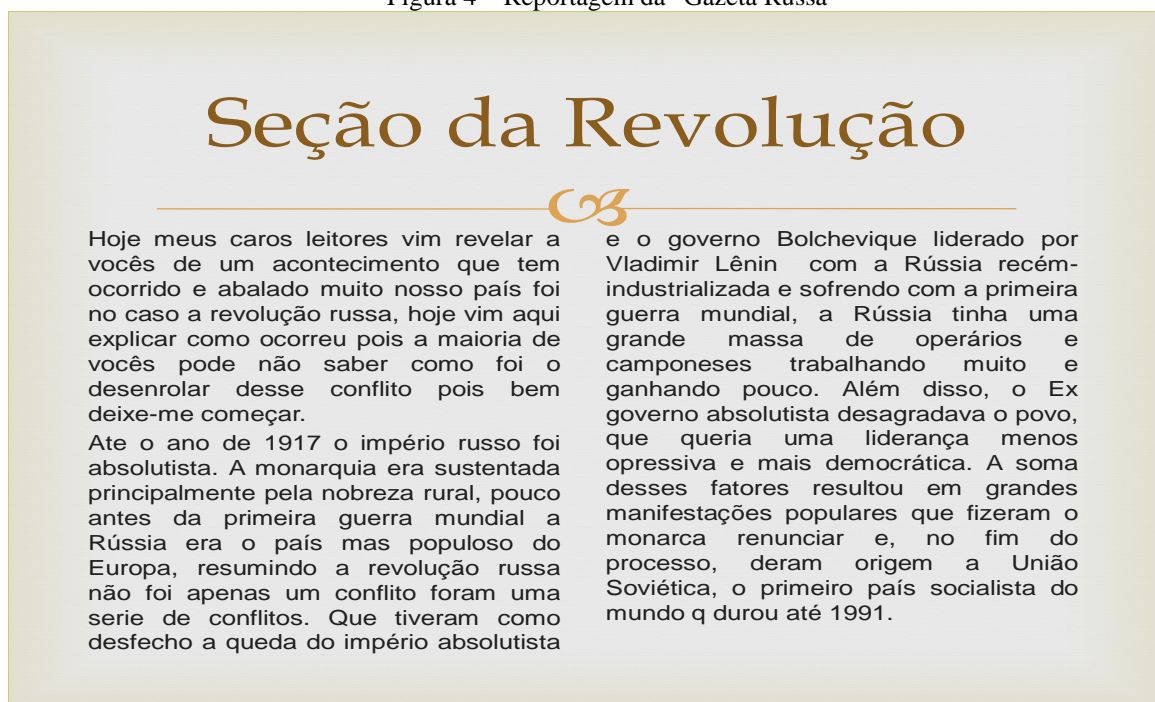 Figura 4 – Reportagem da "Gazeta Russa"
Seção da Revolução
Hoje meus caros leitores vim revelar a
vocês de um acontecimento que tem
ocorrido e abalado muito nosso país foi
no caso a revolução russa, hoje vim aqui
explicar como ocorreu pois a maioria de
vocês pode não saber como foi o
desenrolar desse conflito pois bem
deixe-me começar.
Ate o ano de 1917 o império russo foi
absolutista. A monarquia era sustentada
principalmente pela nobreza rural, pouco
antes da primeira guerra mundial a
Rússia era o país mas populoso do
Europa, resumindo a revolução russa
não foi apenas um conflito foram uma
serie de conflitos. Que tiveram como
desfecho a queda do império absolutista
e o governo Bolchevique liderado por
Vladimir Lênin com a Rússia recém-
industrializada e sofrendo com a primeira
guerra mundial, a Rússia tinha uma
grande massa de operários e
camponeses trabalhando muito e
ganhando pouco. Além disso, o Ex
governo absolutista desagradava o povo,
que queria uma liderança menos
opressiva e mais democrática. A soma
desses fatores resultou em grandes
manifestações populares que fizeram o
monarca renunciar e, no fim do
processo, deram origem a União
Soviética, o primeiro país socialista do
mundo q durou até 1991.